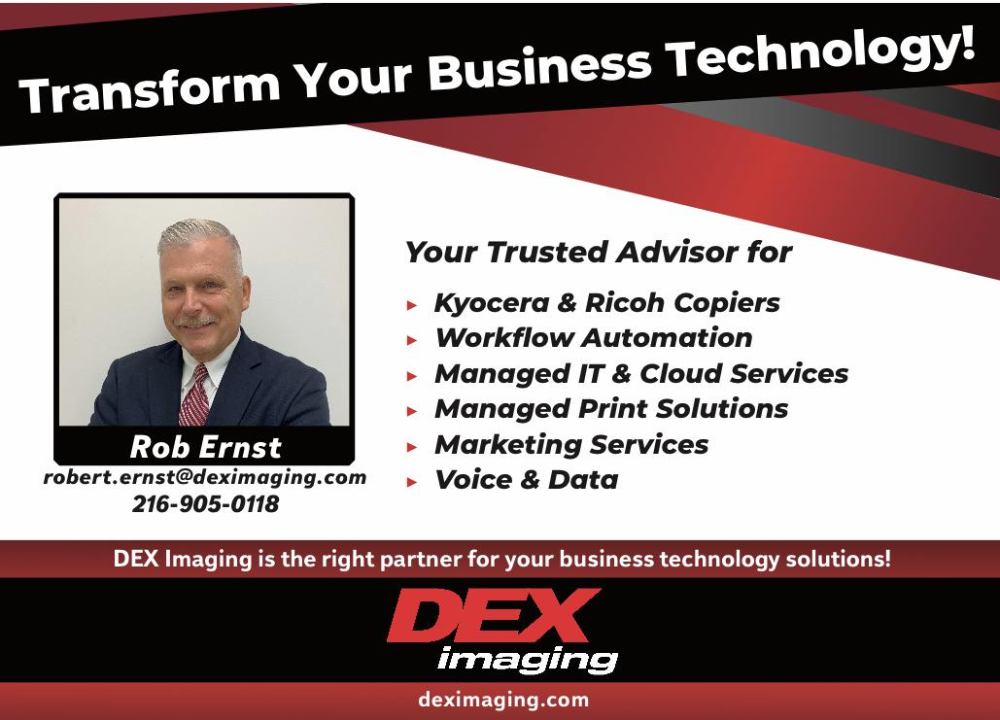 Transform Your Business Technology!
Your Trusted Advisor for
Kyocera & Ricoh Copiers
Workflow Automation
Managed IT & Cloud Services
Managed Print Solutions
Marketing Services
Voice & Data
Rob Ernst
robert.ernst@deximaging.com
216-905-0118
DEX Imaging is the right partner for your business technology solutions!
DEX
imaging
deximaging.com